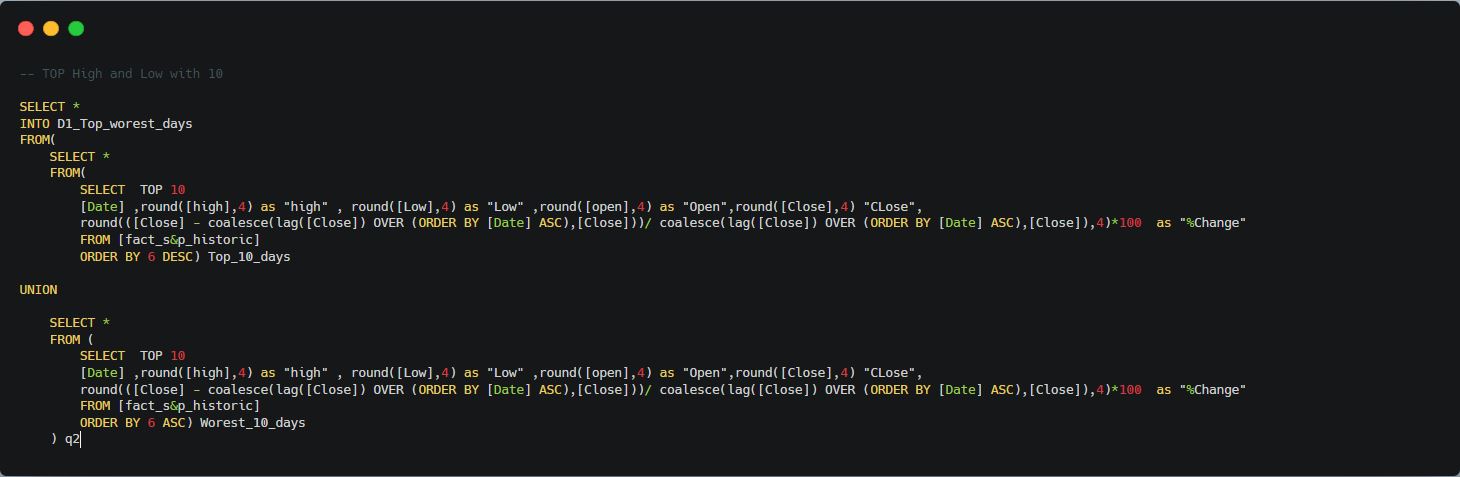 -- TOP High and Low with 10
SELECT *
INTO D1_Top_worest_days
FROM(
SELECT *
FROM(
SELECT  TOP 10
[Date] ,round([high],4) as "high" , round([Low],4) as "Low" ,round([open],4) as "Open",round([Close],4) "CLose",
round(([Close] - coalesce(lag([Close]) OVER (ORDER BY [Date] ASC),[Close]))/ coalesce(lag([Close]) OVER (ORDER BY [Date] ASC),[Close]),4)*100  as "%Change"
FROM [fact_s&p_historic]
ORDER BY 6 DESC) Top_10_days
UNION
SELECT *
FROM (
SELECT  TOP 10
[Date] ,round([high],4) as "high" , round([Low],4) as "Low" ,round([open],4) as "Open",round([Close],4) "CLose",
round(([Close] - coalesce(lag([Close]) OVER (ORDER BY [Date] ASC),[Close]))/ coalesce(lag([Close]) OVER (ORDER BY [Date] ASC),[Close]),4)*100  as "%Change"
FROM [fact_s&p_historic]
ORDER BY 6 ASC) Worest_10_days
) q2